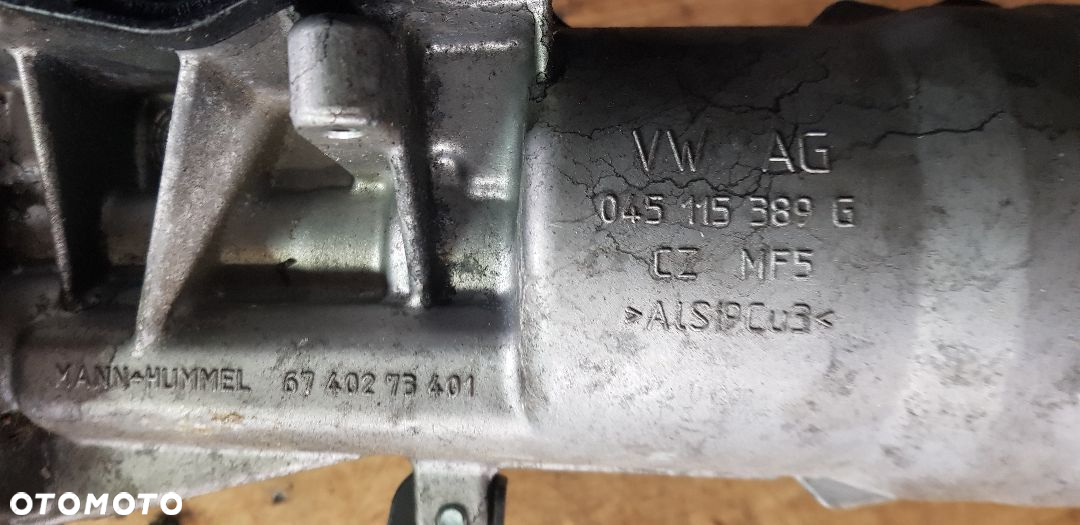 VW AG
045 115 389 G
CZ MF5
>AlSi9Cu3<
MANN+HUMMEL 67 402 73 401
OTOMOTO